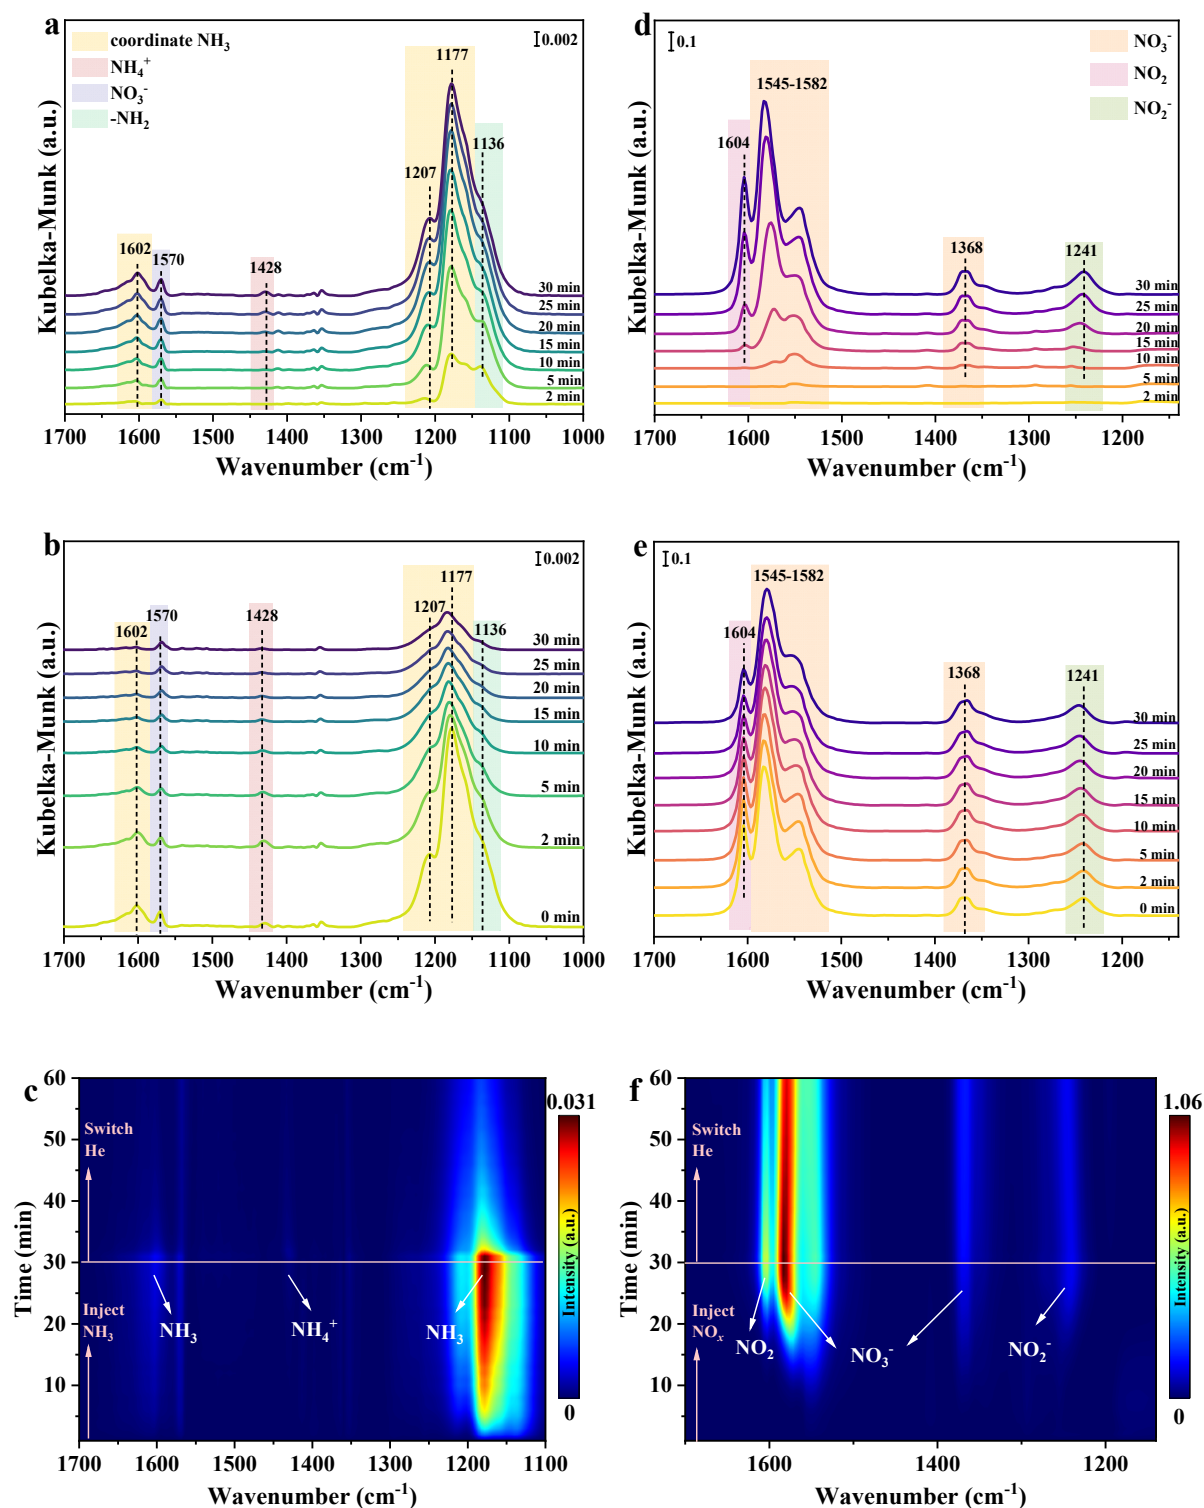 a
coordinate NH₃
NH₄⁺
NO₃⁻
-NH₂
0.002
1177
1136
1207
1602
1570
1428
30 min
25 min
20 min
15 min
10 min
5 min
2 min
Kubelka-Munk (a.u.)
1700 1600 1500 1400 1300 1200 1100 1000
Wavenumber (cm⁻¹)
d
0.1
NO₃⁻
NO₂
NO₂⁻
1545-1582
1604
1368
1241
30 min
25 min
20 min
15 min
10 min
5 min
2 min
Kubelka-Munk (a.u.)
1700 1600 1500 1400 1300 1200
Wavenumber (cm⁻¹)
b
0.002
1177
1207
1136
1602
1570
1428
30 min
25 min
20 min
15 min
10 min
5 min
2 min
0 min
Kubelka-Munk (a.u.)
1700 1600 1500 1400 1300 1200 1100 1000
Wavenumber (cm⁻¹)
e
0.1
1545-1582
1604
1368
1241
30 min
25 min
20 min
15 min
10 min
5 min
2 min
0 min
Kubelka-Munk (a.u.)
1700 1600 1500 1400 1300 1200
Wavenumber (cm⁻¹)
c
60
50
40
30
20
10
Time (min)
Switch
He
Inject
NH₃
NH₃
NH₄⁺
NH₃
0.031
Intensity (a.u.)
0
1700 1600 1500 1400 1300 1200 1100
Wavenumber (cm⁻¹)
f
60
50
40
30
20
10
Time (min)
Switch
He
Inject
NOₓ
NO₂
NO₃⁻
NO₂⁻
1.06
Intensity (a.u.)
0
1600 1400 1200
Wavenumber (cm⁻¹)